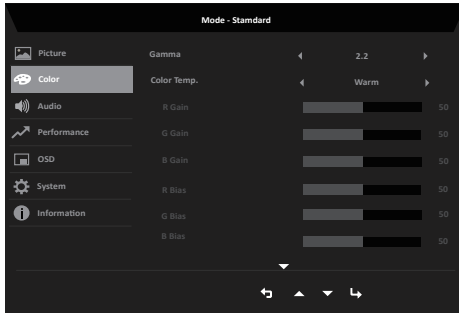 Mode - Stamdard
Picture
Gamma 2.2
Color
Color Temp. Warm
Audio
R Gain 50
Performance
G Gain 50
OSD
B Gain 50
System
R Bias 50
Information
G Bias 50
B Bias 50